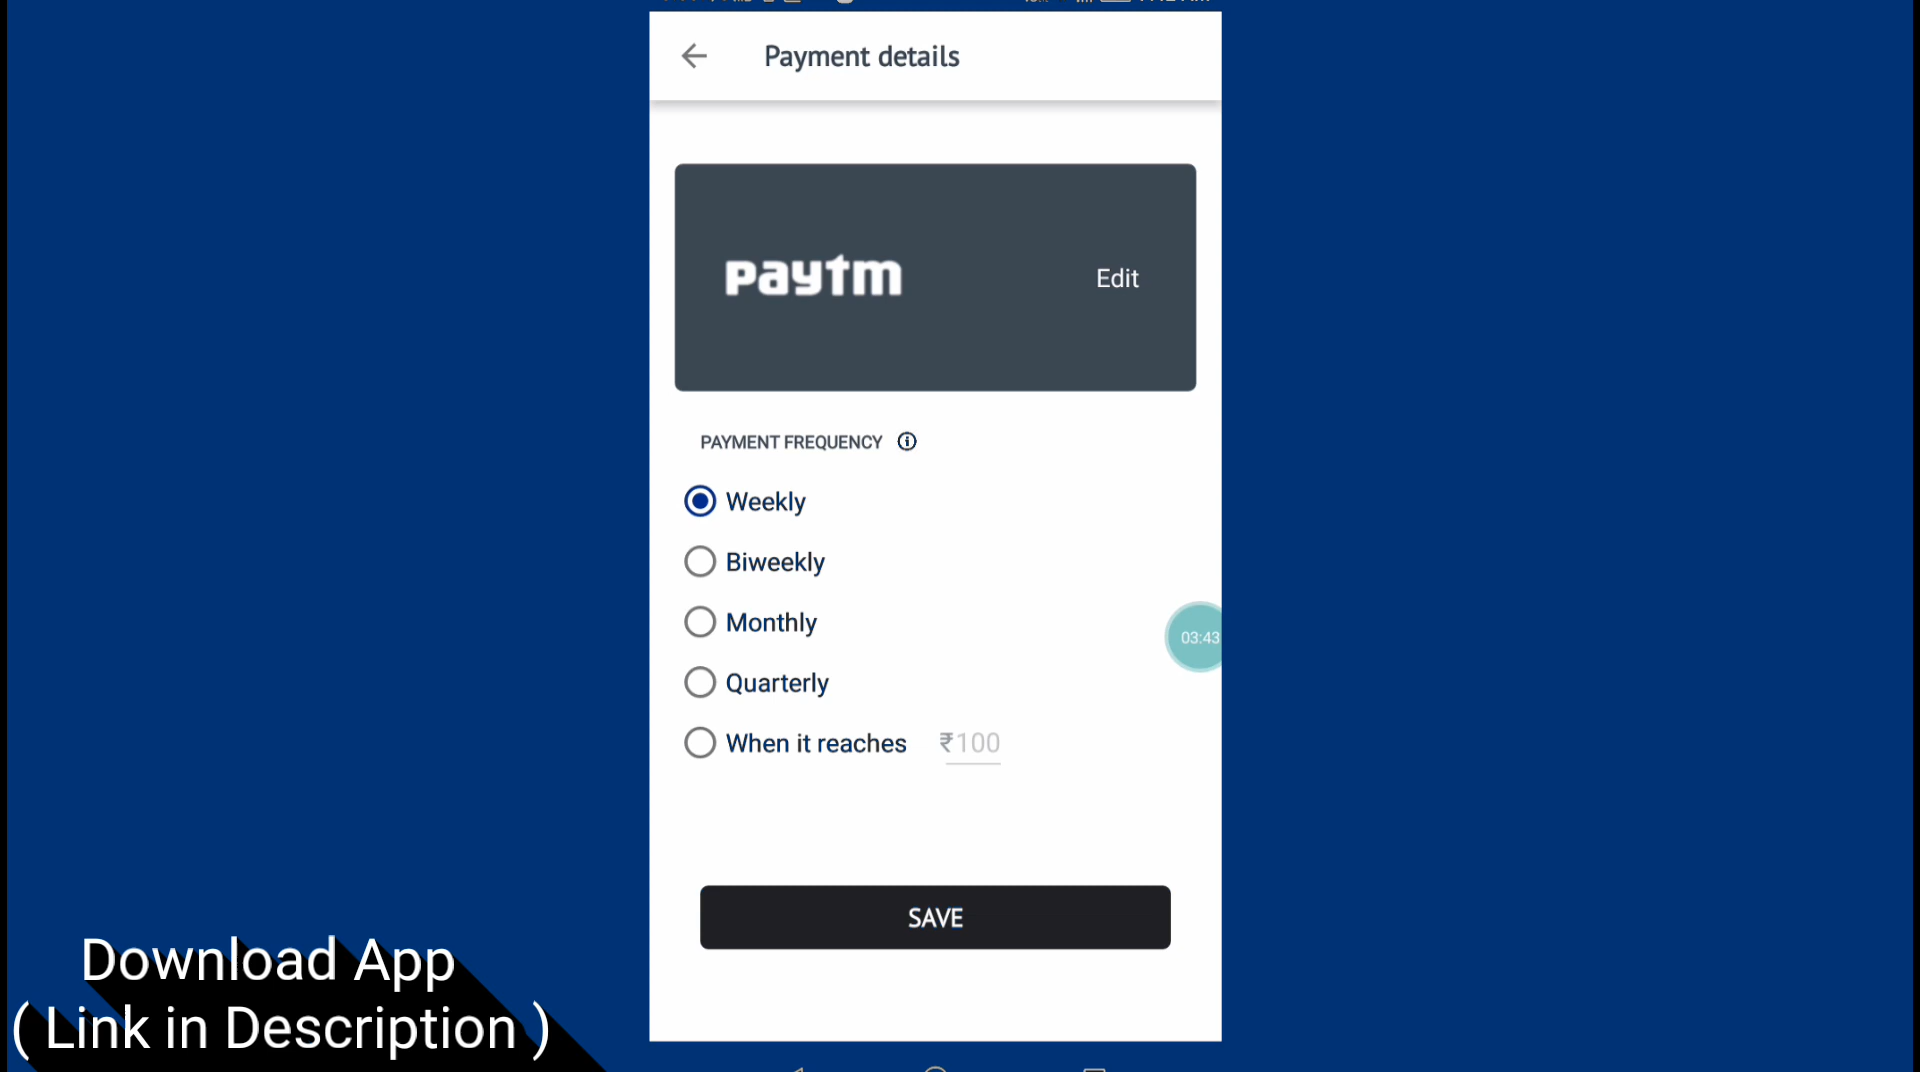 Payment details
paytm
Edit
PAYMENT FREQUENCY
Weekly
Biweekly
Monthly
03:43
Quarterly
When it reaches ₹100
SAVE
Download App
( Link in Description )